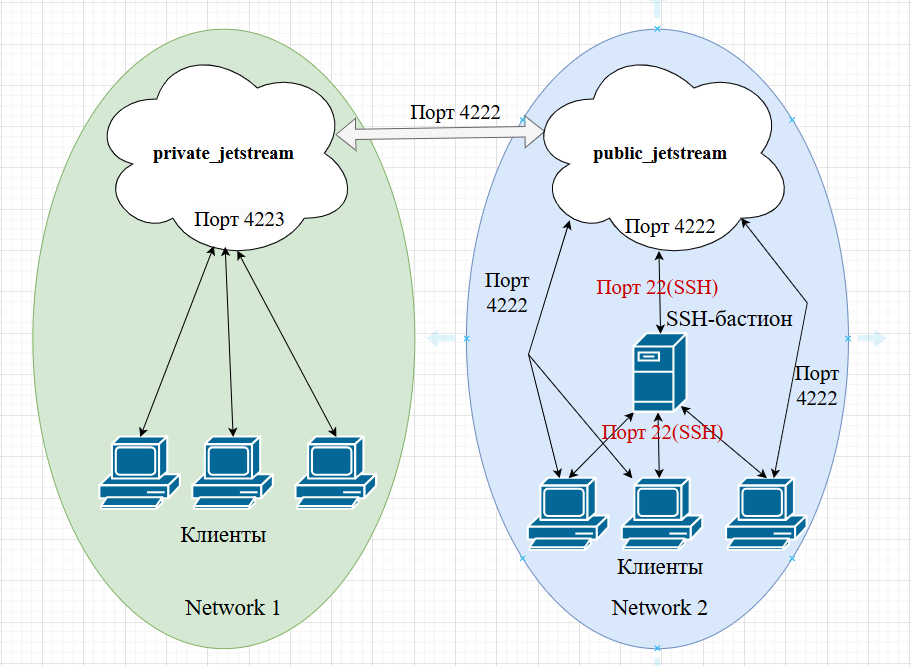 Порт 4222
private_jetstream
public_jetstream
Порт 4223
Порт 4222
Порт
4222
Порт 22(SSH)
SSH-бастион
Порт
4222
Порт 22(SSH)
Клиенты
Клиенты
Network 1
Network 2